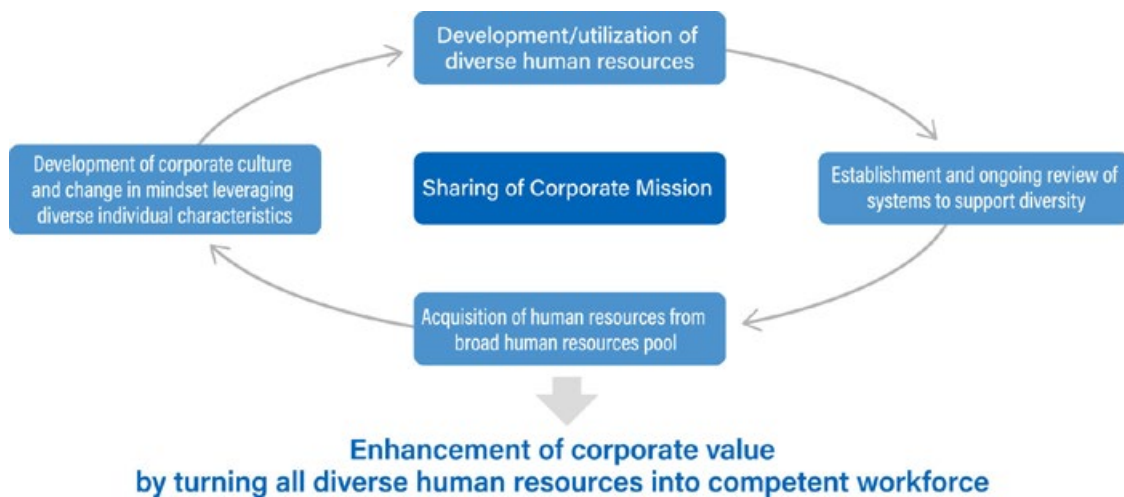 Development/utilization of
diverse human resources
Development of corporate culture
and change in mindset leveraging
diverse individual characteristics
Sharing of Corporate Mission
Establishment and ongoing review of
systems to support diversity
Acquisition of human resources from
broad human resources pool
Enhancement of corporate value
by turning all diverse human resources into competent workforce